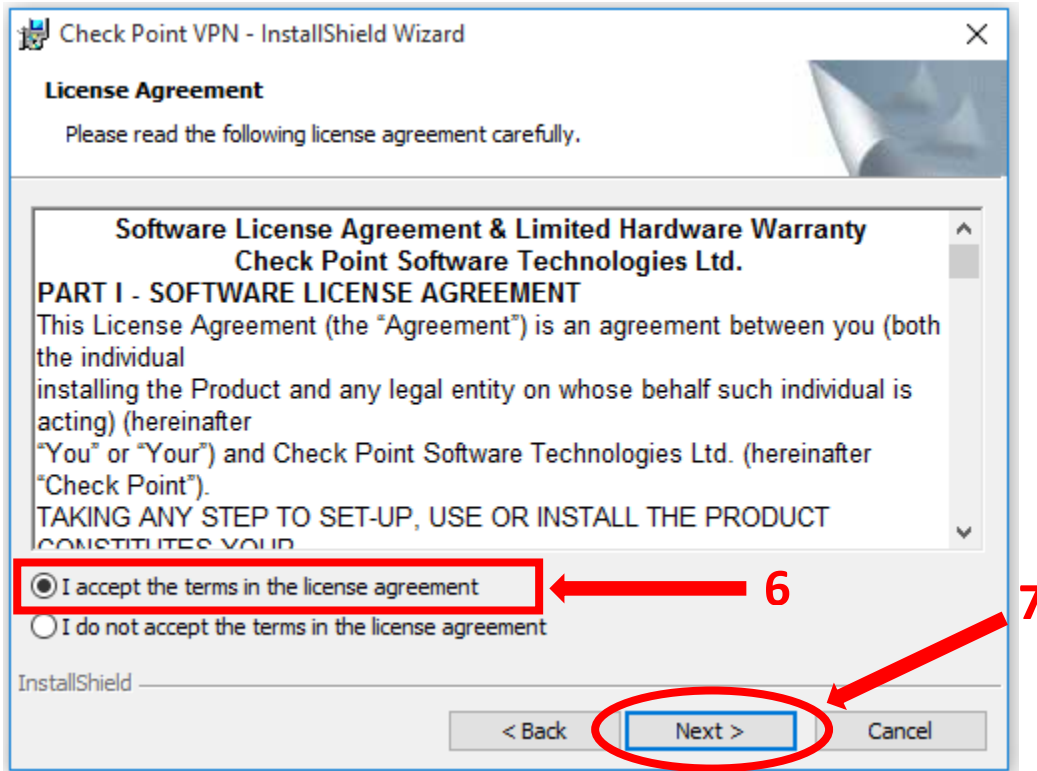 Check Point VPN - InstallShield Wizard
License Agreement
Please read the following license agreement carefully.
Software License Agreement & Limited Hardware Warranty
Check Point Software Technologies Ltd.
PART I - SOFTWARE LICENSE AGREEMENT
This License Agreement (the “Agreement”) is an agreement between you (both
the individual
installing the Product and any legal entity on whose behalf such individual is
acting) (hereinafter
“You” or “Your”) and Check Point Software Technologies Ltd. (hereinafter
“Check Point”).
TAKING ANY STEP TO SET-UP, USE OR INSTALL THE PRODUCT
CONSTITUTES YOUR
I accept the terms in the license agreement
6
7
I do not accept the terms in the license agreement
InstallShield
< Back
Next >
Cancel